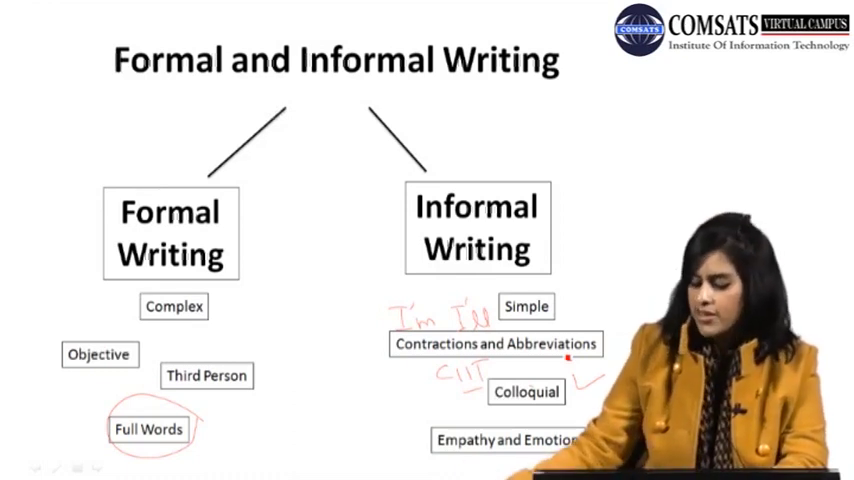 COMSATS VIRTUAL CAMPUS
COMSATS
Institute Of Information Technology
Formal and Informal Writing
Formal
Writing
Informal
Writing
Complex
I'm I'll
Simple
Objective
Contractions and Abbreviations
Third Person
CIIT
Colloquial
Full Words
Empathy and Emotion